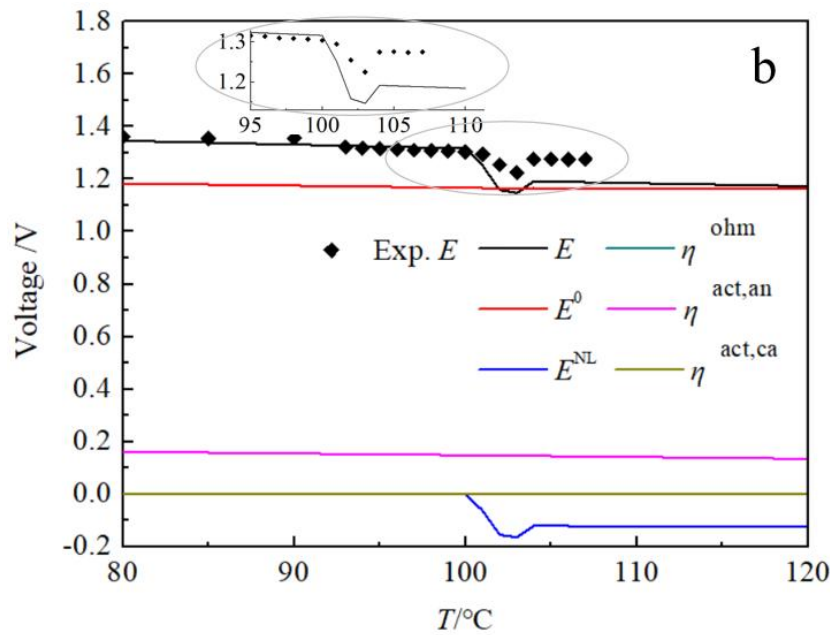 1.8
1.6
1.4
1.2
1.0
0.8
0.6
0.4
0.2
0.0
-0.2
Voltage /V
1.3
1.2
95 100 105 110
b
Exp. E E η^ohm
E^0 η^act,an
E^NL η^act,ca
80 90 100 110 120
T/°C